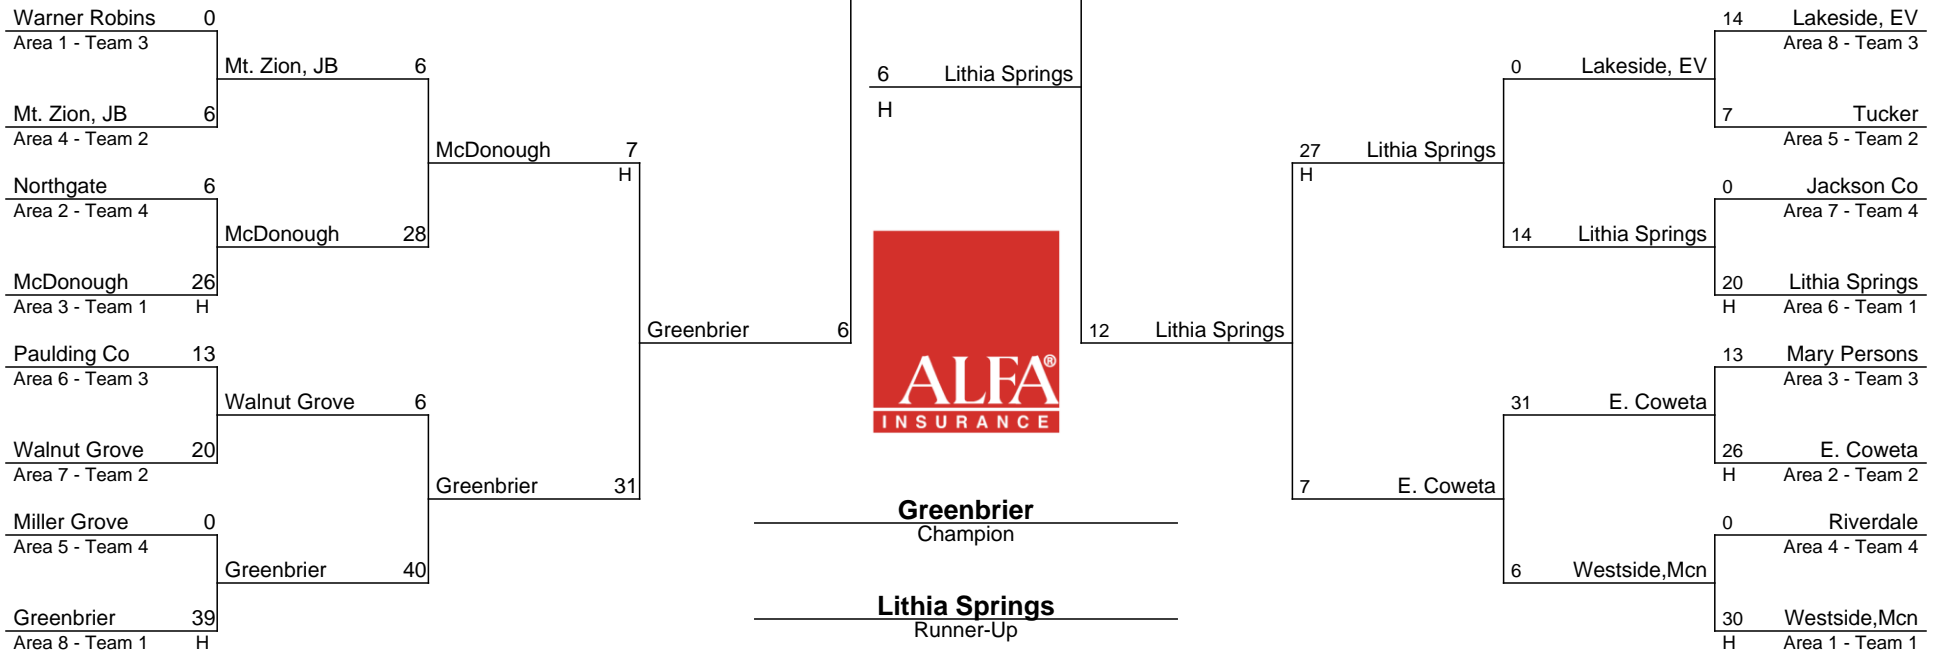 Warner Robins 0
Area 1 - Team 3
Mt. Zion, JB 6
Mt. Zion, JB 6
Area 4 - Team 2
McDonough 7
H
Northgate 6
Area 2 - Team 4
McDonough 28
McDonough 26
Area 3 - Team 1 H
Greenbrier 6
Paulding Co 13
Area 6 - Team 3
Walnut Grove 6
Walnut Grove 20
Area 7 - Team 2
Greenbrier 31
Miller Grove 0
Area 5 - Team 4
Greenbrier 40
Greenbrier 39
Area 8 - Team 1 H
6 Lithia Springs
H
ALFA®
INSURANCE
Greenbrier
Champion
Lithia Springs
Runner-Up
14 Lakeside, EV
Area 8 - Team 3
0 Lakeside, EV
7 Tucker
Area 5 - Team 2
27 Lithia Springs
H
0 Jackson Co
Area 7 - Team 4
14 Lithia Springs
20 Lithia Springs
H Area 6 - Team 1
12 Lithia Springs
13 Mary Persons
Area 3 - Team 3
31 E. Coweta
26 E. Coweta
H Area 2 - Team 2
7 E. Coweta
0 Riverdale
Area 4 - Team 4
6 Westside,Mcn
30 Westside,Mcn
H Area 1 - Team 1